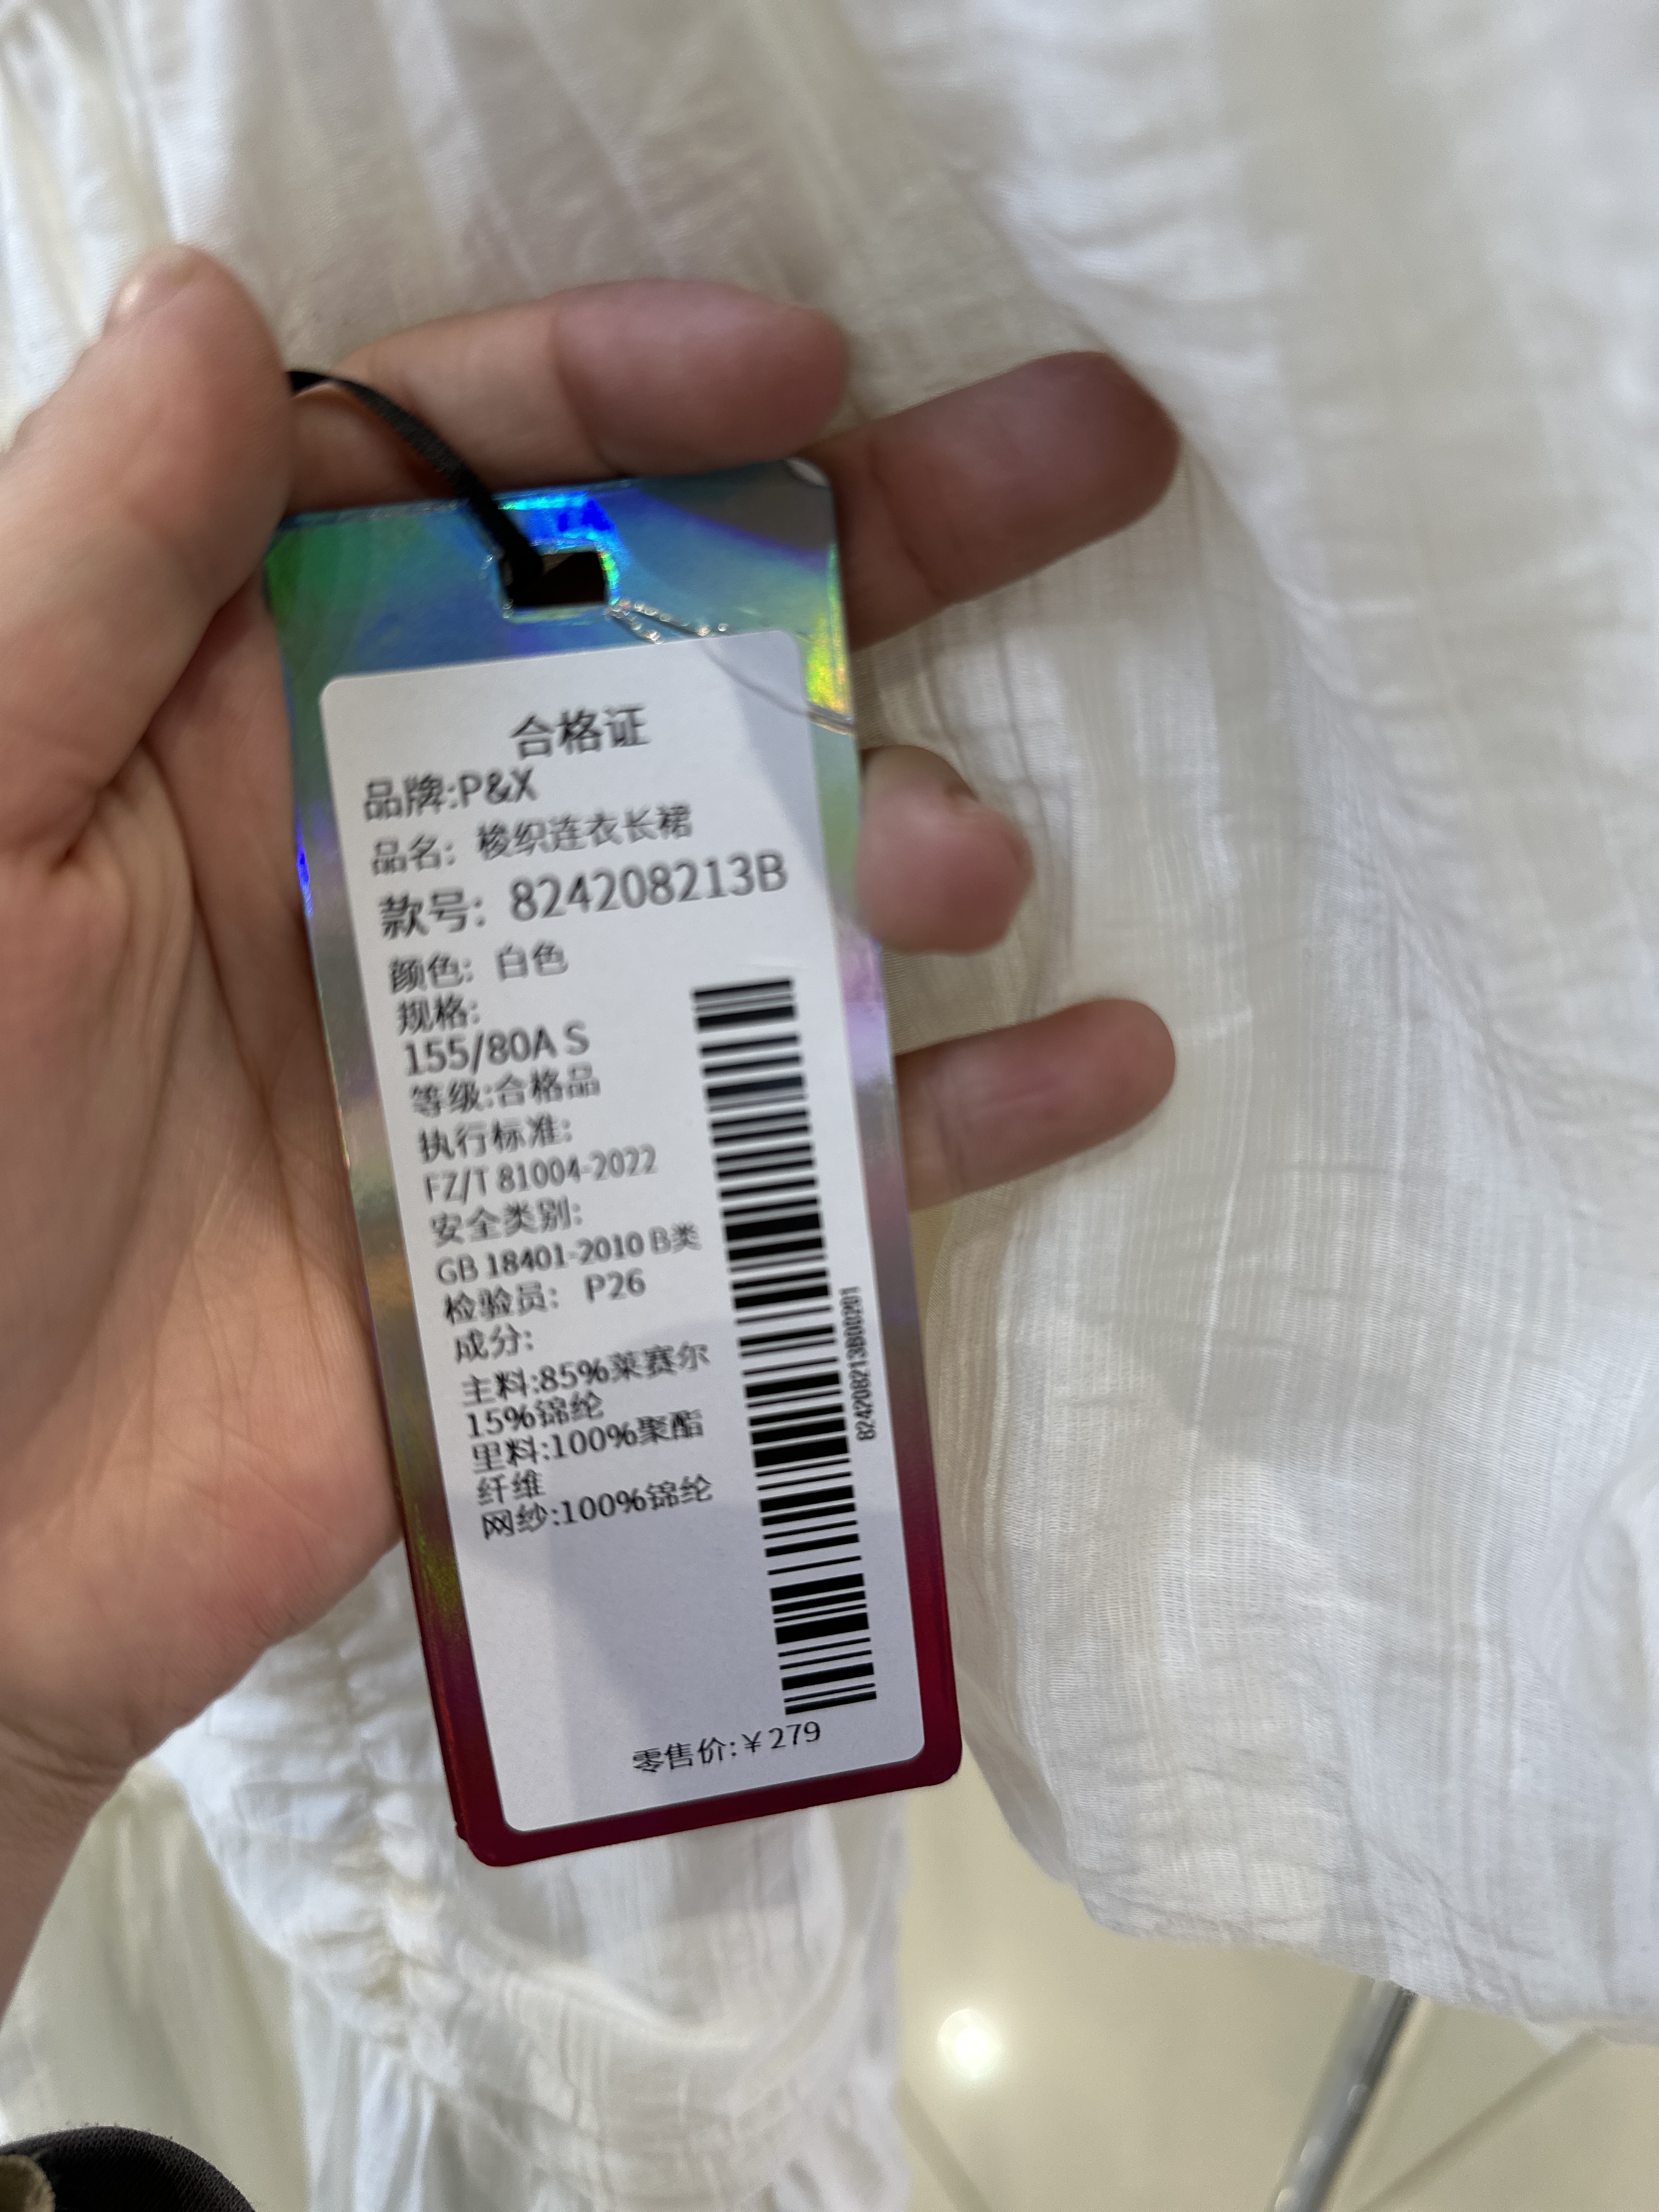 合格证
品牌:P&X
品名: 梭织连衣长裙
款号: 824208213B
颜色: 白色
规格:
155/80A S
等级:合格品
执行标准:
FZ/T 81004-2022
安全类别:
GB 18401-2010 B类
检验员: P26
成分:
主料:85%莱赛尔
15%锦纶
里料:100%聚酯
纤维
网纱:100%锦纶
824208213B00201
零售价:¥279